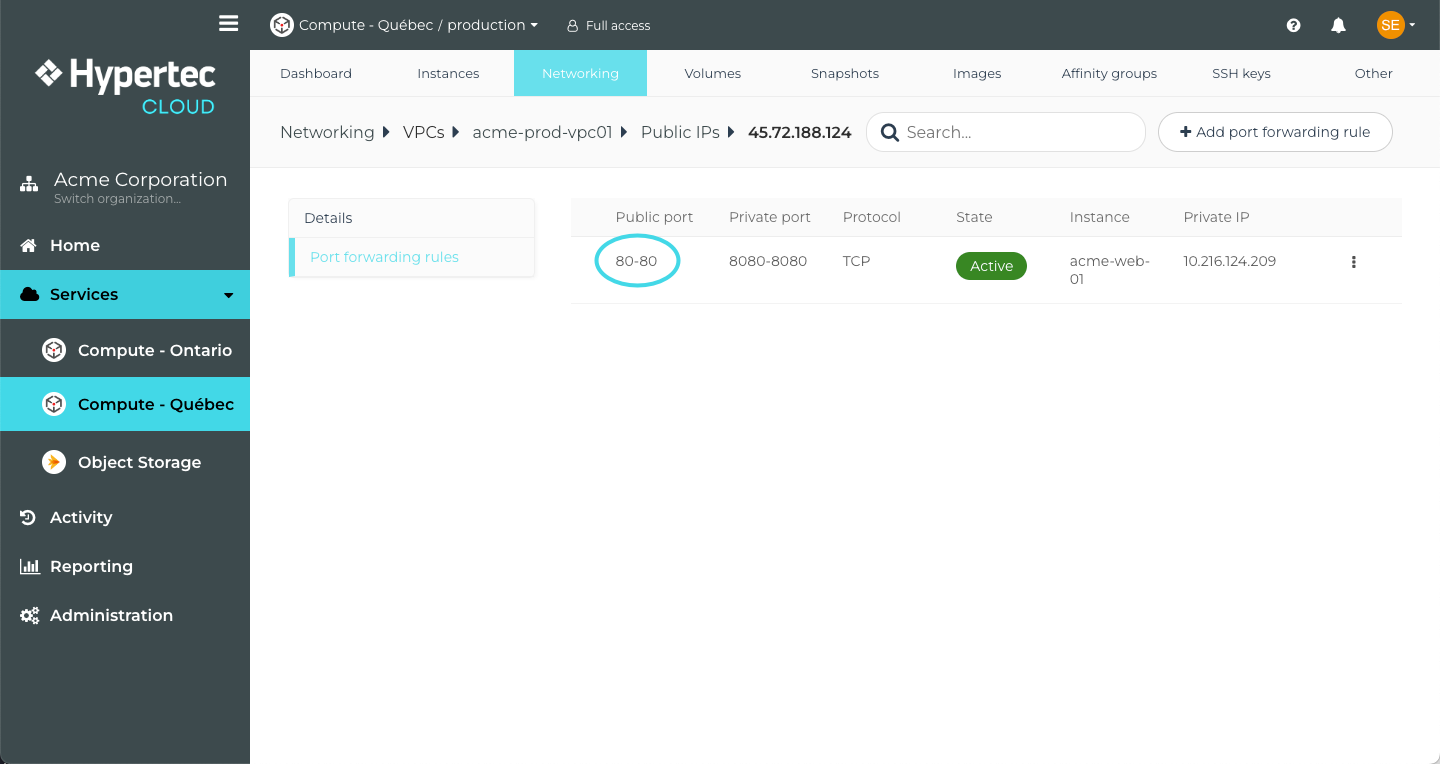 Compute - Québec / production
Full access
SE
Hypertec
CLOUD
Acme Corporation
Switch organization...
Home
Services
Compute - Ontario
Compute - Québec
Object Storage
Activity
Reporting
Administration
Dashboard Instances Networking Volumes Snapshots Images Affinity groups SSH keys Other
Networking VPCs acme-prod-vpc01 Public IPs 45.72.188.124
Search...
+ Add port forwarding rule
Details
Port forwarding rules
Public port Private port Protocol State Instance Private IP
80-80 8080-8080 TCP Active acme-web- 10.216.124.209
01